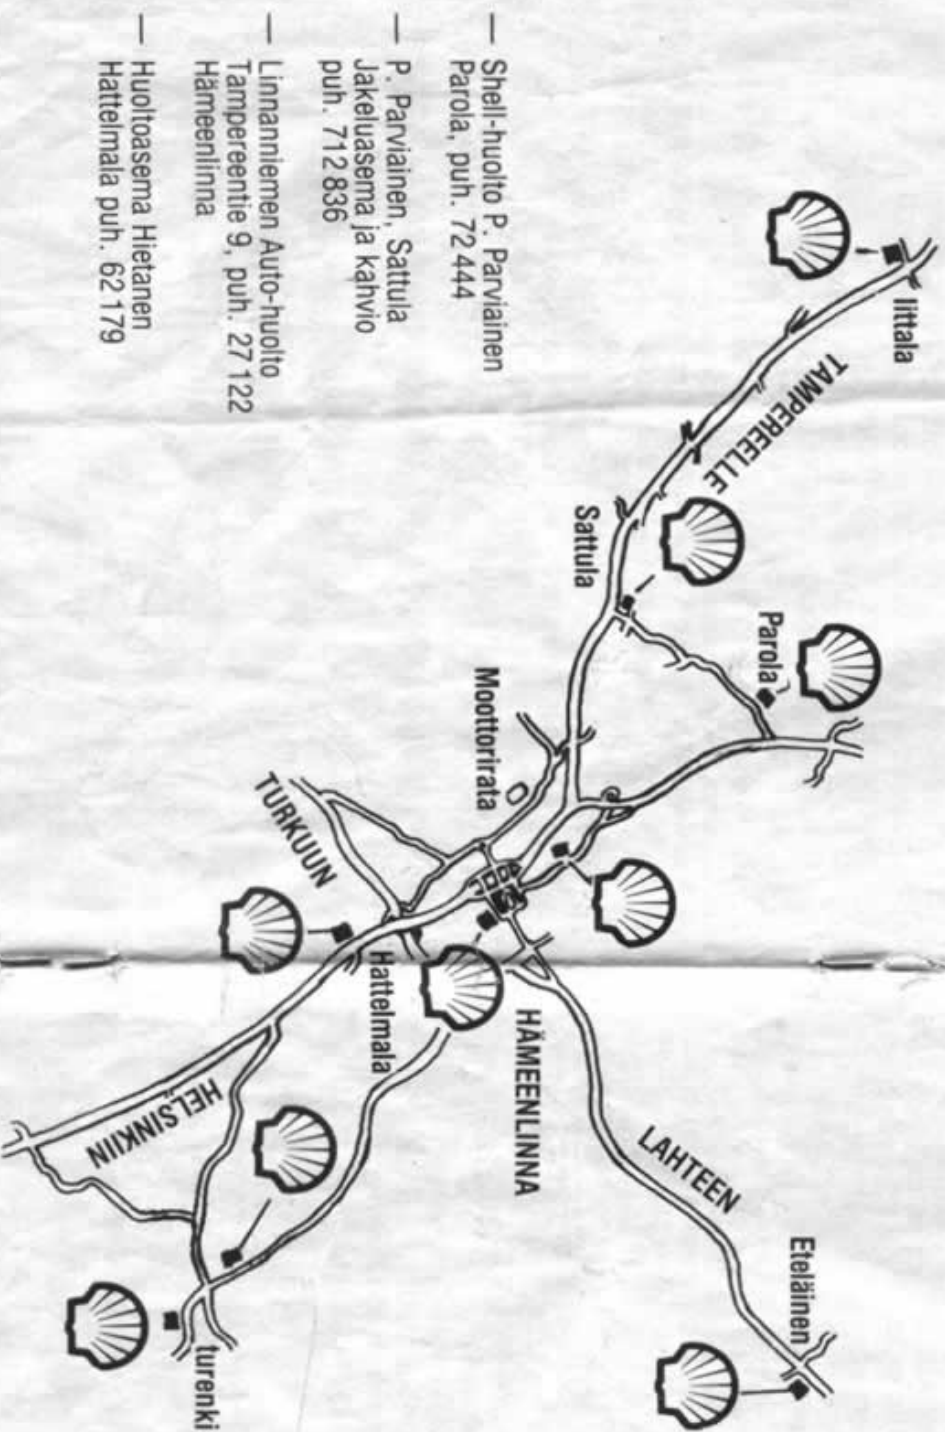 — Shell-huolto P. Parviainen
Parola, puh. 72 444
— P. Parviainen, Sattula
Jakeluasema ja kahvio
puh. 712 836
— Linnanniemen Auto-huolto
Tampereentie 9, puh. 27 122
Hämeenlinna
— Huoltoasema Hietanen
Hattelmala puh. 62 179
Iittala
TAMPEREELLE
Sattula
Parola
Moottorirata
TURKUUN
Hattelmala
HÄMEENLINNA
LAHTEEN
Eteläinen
HELSINKIIN
turenki